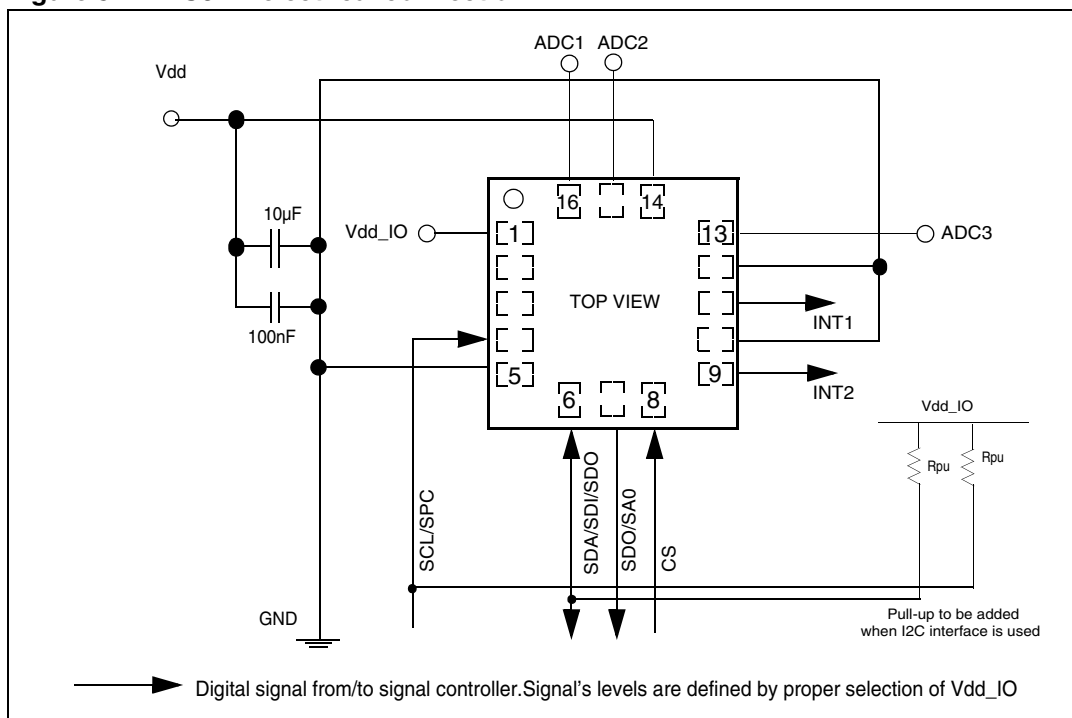 ADC1 ADC2
Vdd
16 14
10µF
Vdd_IO
1
13
ADC3
TOP VIEW
INT1
100nF
5
9
INT2
6
8
Vdd_IO
Rpu
Rpu
SCL/SPC
SDA/SDI/SDO
SDO/SA0
CS
GND
Pull-up to be added
when I2C interface is used
Digital signal from/to signal controller.Signal's levels are defined by proper selection of Vdd_IO